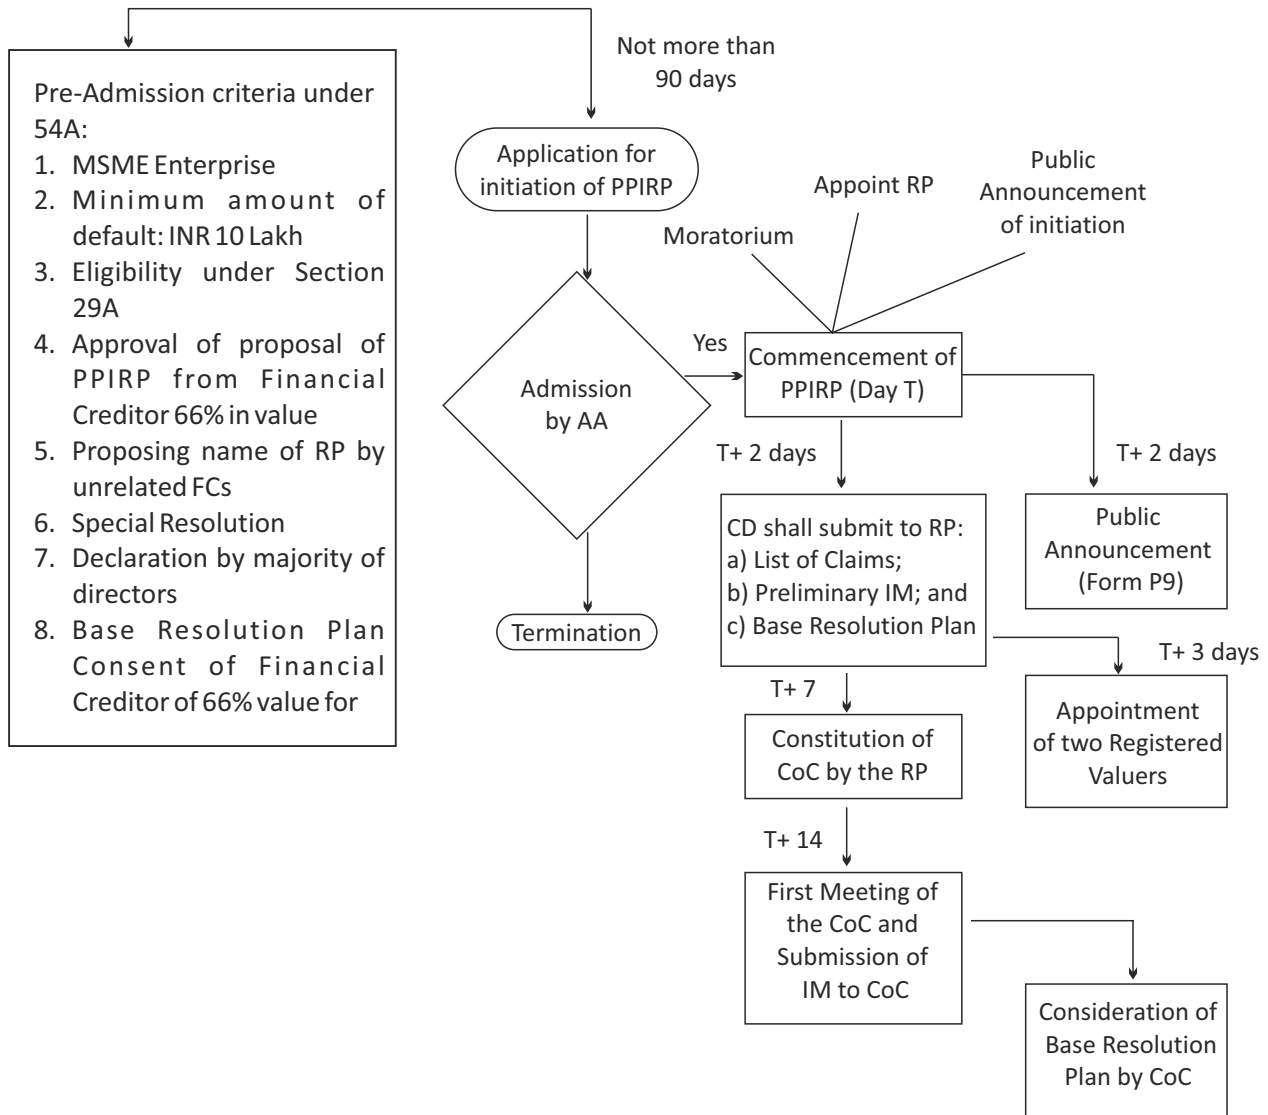 Pre-Admission criteria under
54A:
1. MSME Enterprise
2. Minimum amount of
default: INR 10 Lakh
3. Eligibility under Section
29A
4. Approval of proposal of
PPIRP from Financial
Creditor 66% in value
5. Proposing name of RP by
unrelated FCs
6. Special Resolution
7. Declaration by majority of
directors
8. Base Resolution Plan
Consent of Financial
Creditor of 66% value for
Not more than
90 days
Application for
initiation of PPIRP
Admission
by AA
Termination
Yes
Moratorium
Appoint RP
Public
Announcement
of initiation
Commencement of
PPIRP (Day T)
T+ 2 days
T+ 2 days
Public
Announcement
(Form P9)
CD shall submit to RP:
a) List of Claims;
b) Preliminary IM; and
c) Base Resolution Plan
T+ 3 days
Appointment
of two Registered
Valuers
T+ 7
Constitution of
CoC by the RP
T+ 14
First Meeting of
the CoC and
Submission of
IM to CoC
Consideration of
Base Resolution
Plan by CoC